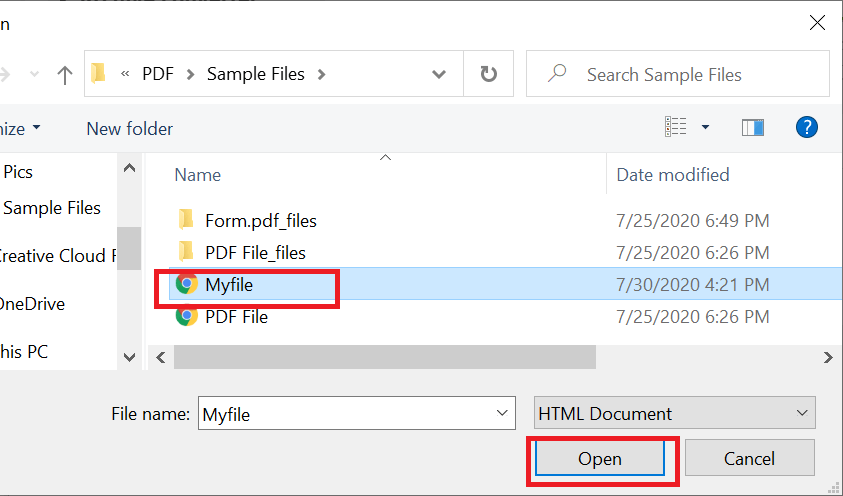 n
« PDF > Sample Files >
Search Sample Files
nize
New folder
?
Pics
Sample Files
Creative Cloud F
OneDrive
his PC
Name
Date modified
Form.pdf_files 7/25/2020 6:49 PM
PDF File_files 7/25/2020 6:26 PM
Myfile 7/30/2020 4:21 PM
PDF File 7/25/2020 6:26 PM
File name: Myfile
HTML Document
Open
Cancel